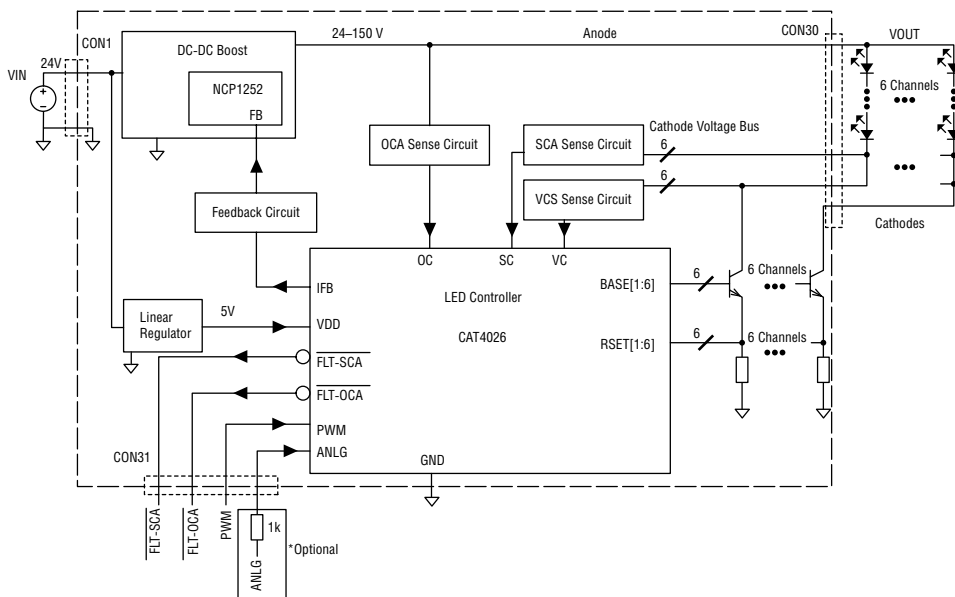 CON1
DC-DC Boost
24–150 V
Anode
CON30
VOUT
VIN
24V
NCP1252
FB
6 Channels
Cathode Voltage Bus
OCA Sense Circuit
SCA Sense Circuit
6
VCS Sense Circuit
6
Feedback Circuit
Cathodes
OC
SC
VC
IFB
BASE[1:6]
6
6 Channels
LED Controller
Linear
Regulator
5V
VDD
CAT4026
RSET[1:6]
6
6 Channels
FLT-SCA
FLT-OCA
PWM
CON31
ANLG
GND
FLT-SCA
FLT-OCA
PWM
1k
*Optional
ANLG